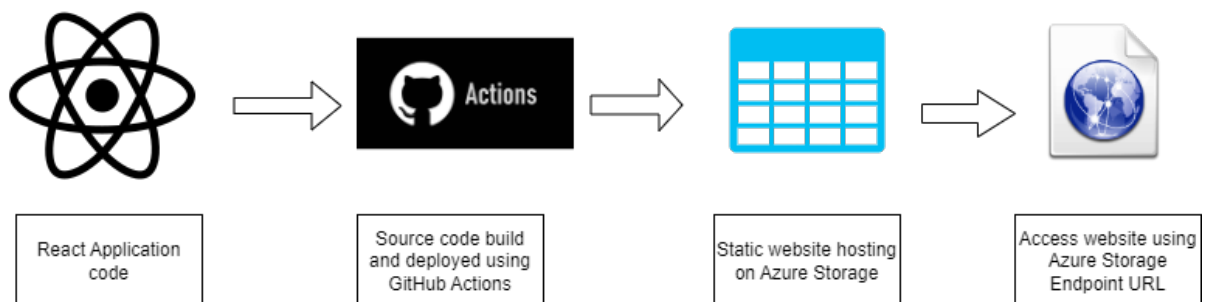 Actions
React Application
code
Source code build
and deployed using
GitHub Actions
Static website hosting
on Azure Storage
Access website using
Azure Storage
Endpoint URL